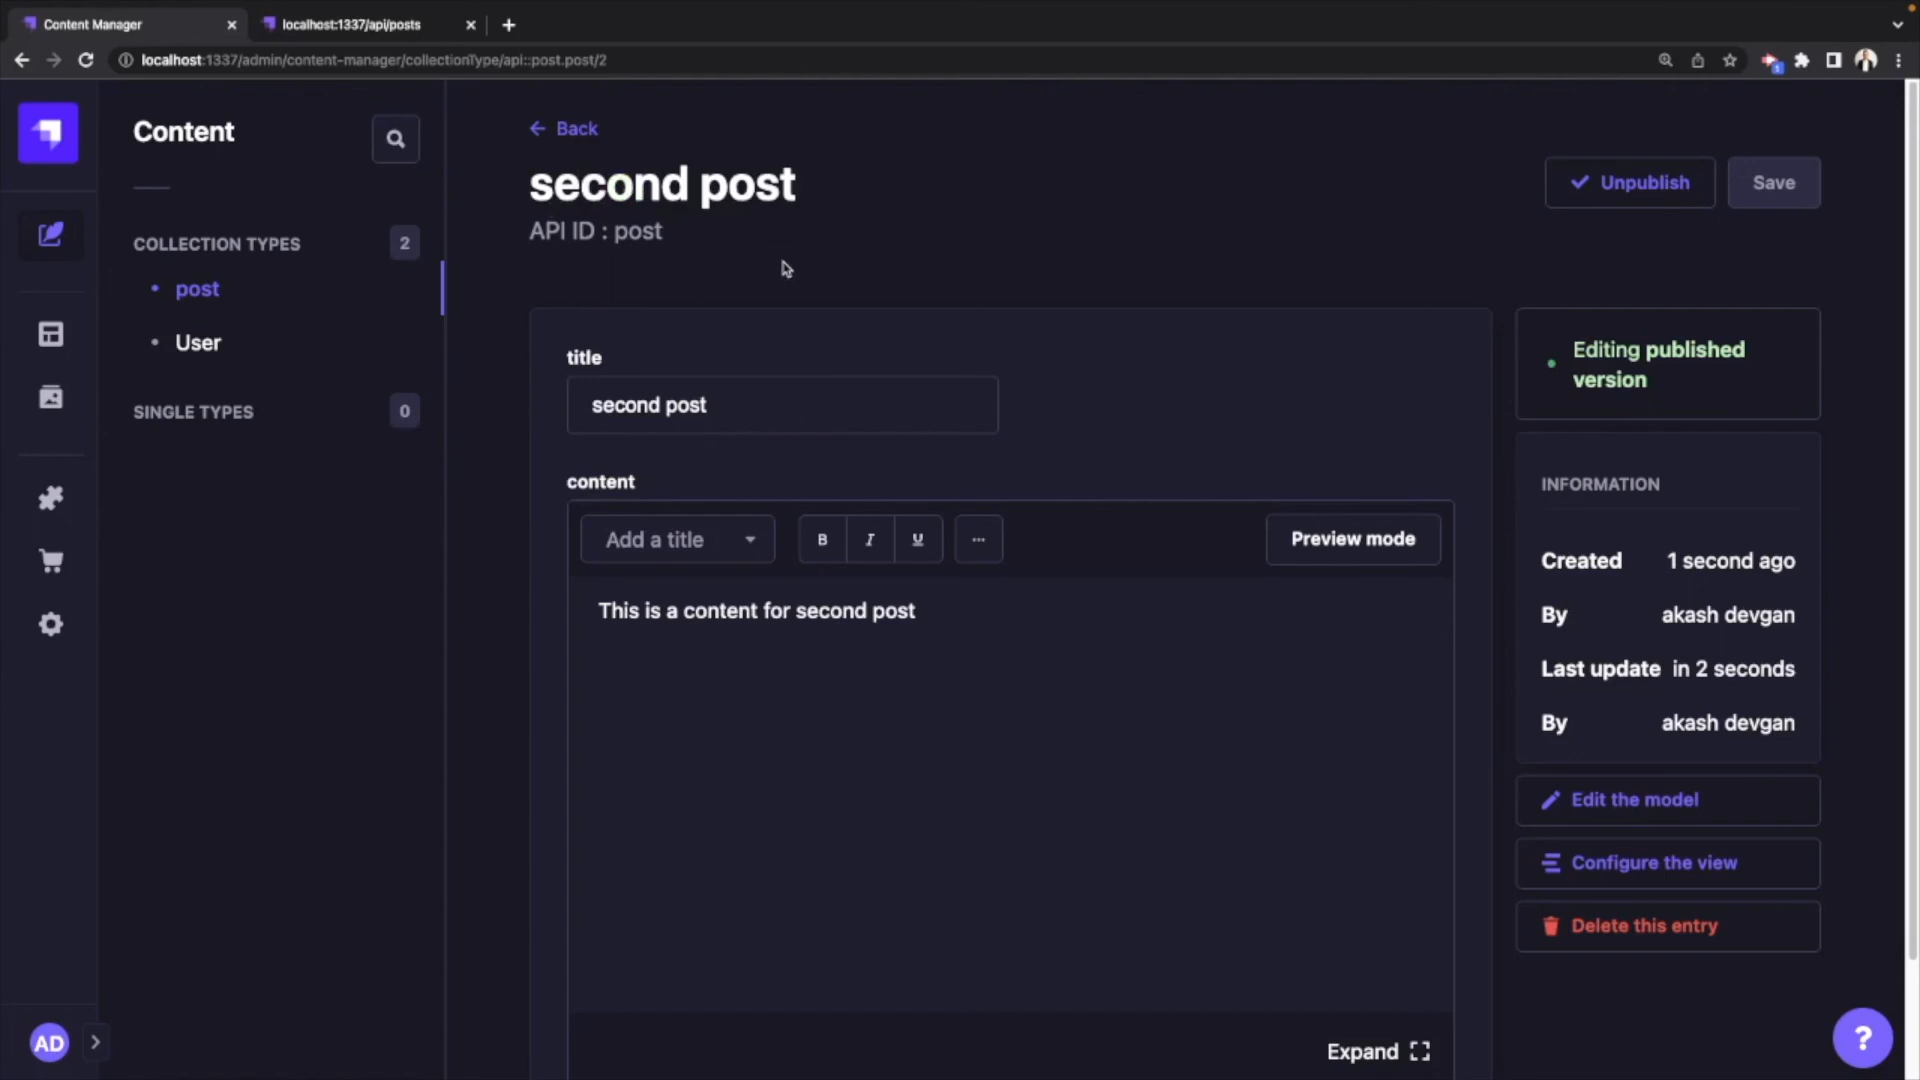 Content Manager
localhost:1337/api/posts
localhost:1337/admin/content-manager/collectionType/api::post.post/2
Content
COLLECTION TYPES 2
post
User
SINGLE TYPES 0
Back
second post
API ID : post
Unpublish
Save
title
second post
content
Add a title
B I U ...
Preview mode
This is a content for second post
Expand
Editing published
version
INFORMATION
Created 1 second ago
By akash devgan
Last update in 2 seconds
By akash devgan
Edit the model
Configure the view
Delete this entry
AD
?